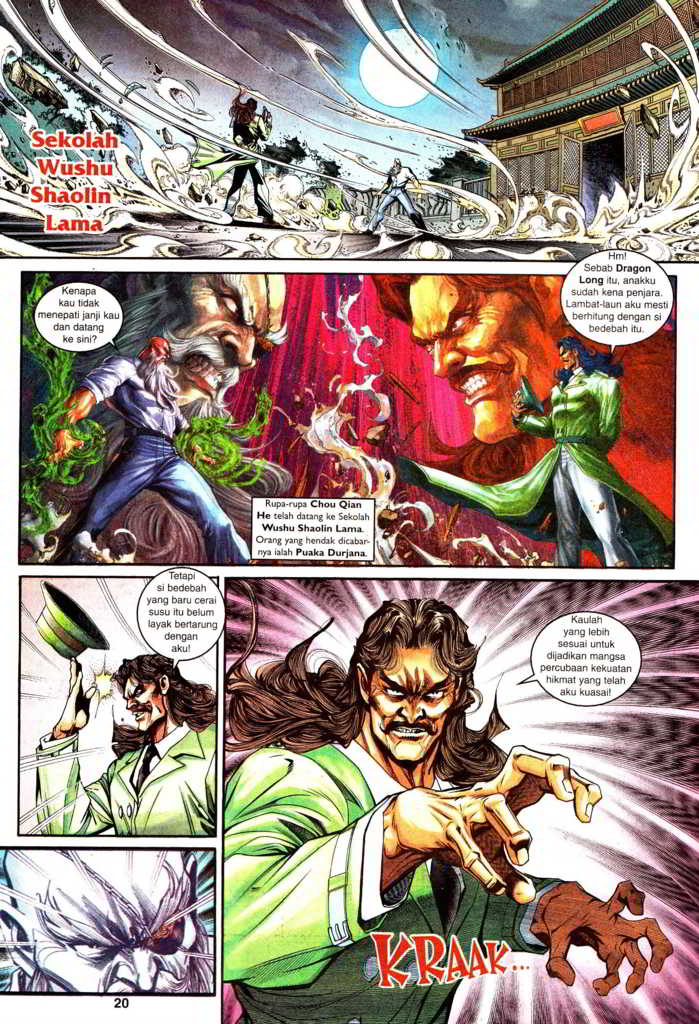 Sekolah
Wushu
Shaolin
Lama
Kenapa
kau tidak
menepati janji kau
dan datang
ke sini?
Hm!
Sebab Dragon
Long itu, anakku
sudah kena penjara.
Lambat-laun aku mesti
berhitung dengan si
bedebah itu.
Rupa-rupa Chou Qian
He telah datang ke Sekolah
Wushu Shaolin Lama.
Orang yang hendak dicabar-
nya ialah Puaka Durjana.
Tetapi
si bedebah
yang baru cerai
susu itu belum
layak bertarung
dengan
aku!
Kaulah
yang lebih
sesuai untuk
dijadikan mangsa
percubaan kekuatan
hikmat yang telah
aku kuasai!
KRAAK...
20